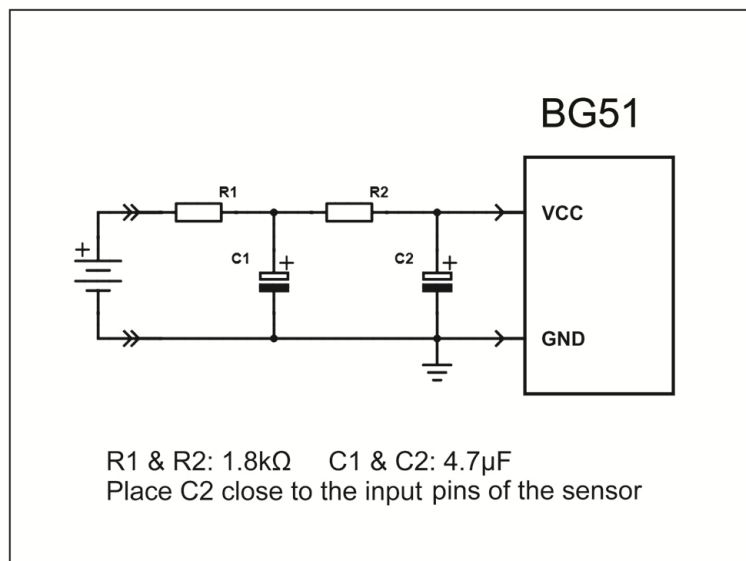 BG51
R1
R2
VCC
+
C1
+
C2
+
GND
R1 & R2: 1.8kΩ C1 & C2: 4.7µF
Place C2 close to the input pins of the sensor